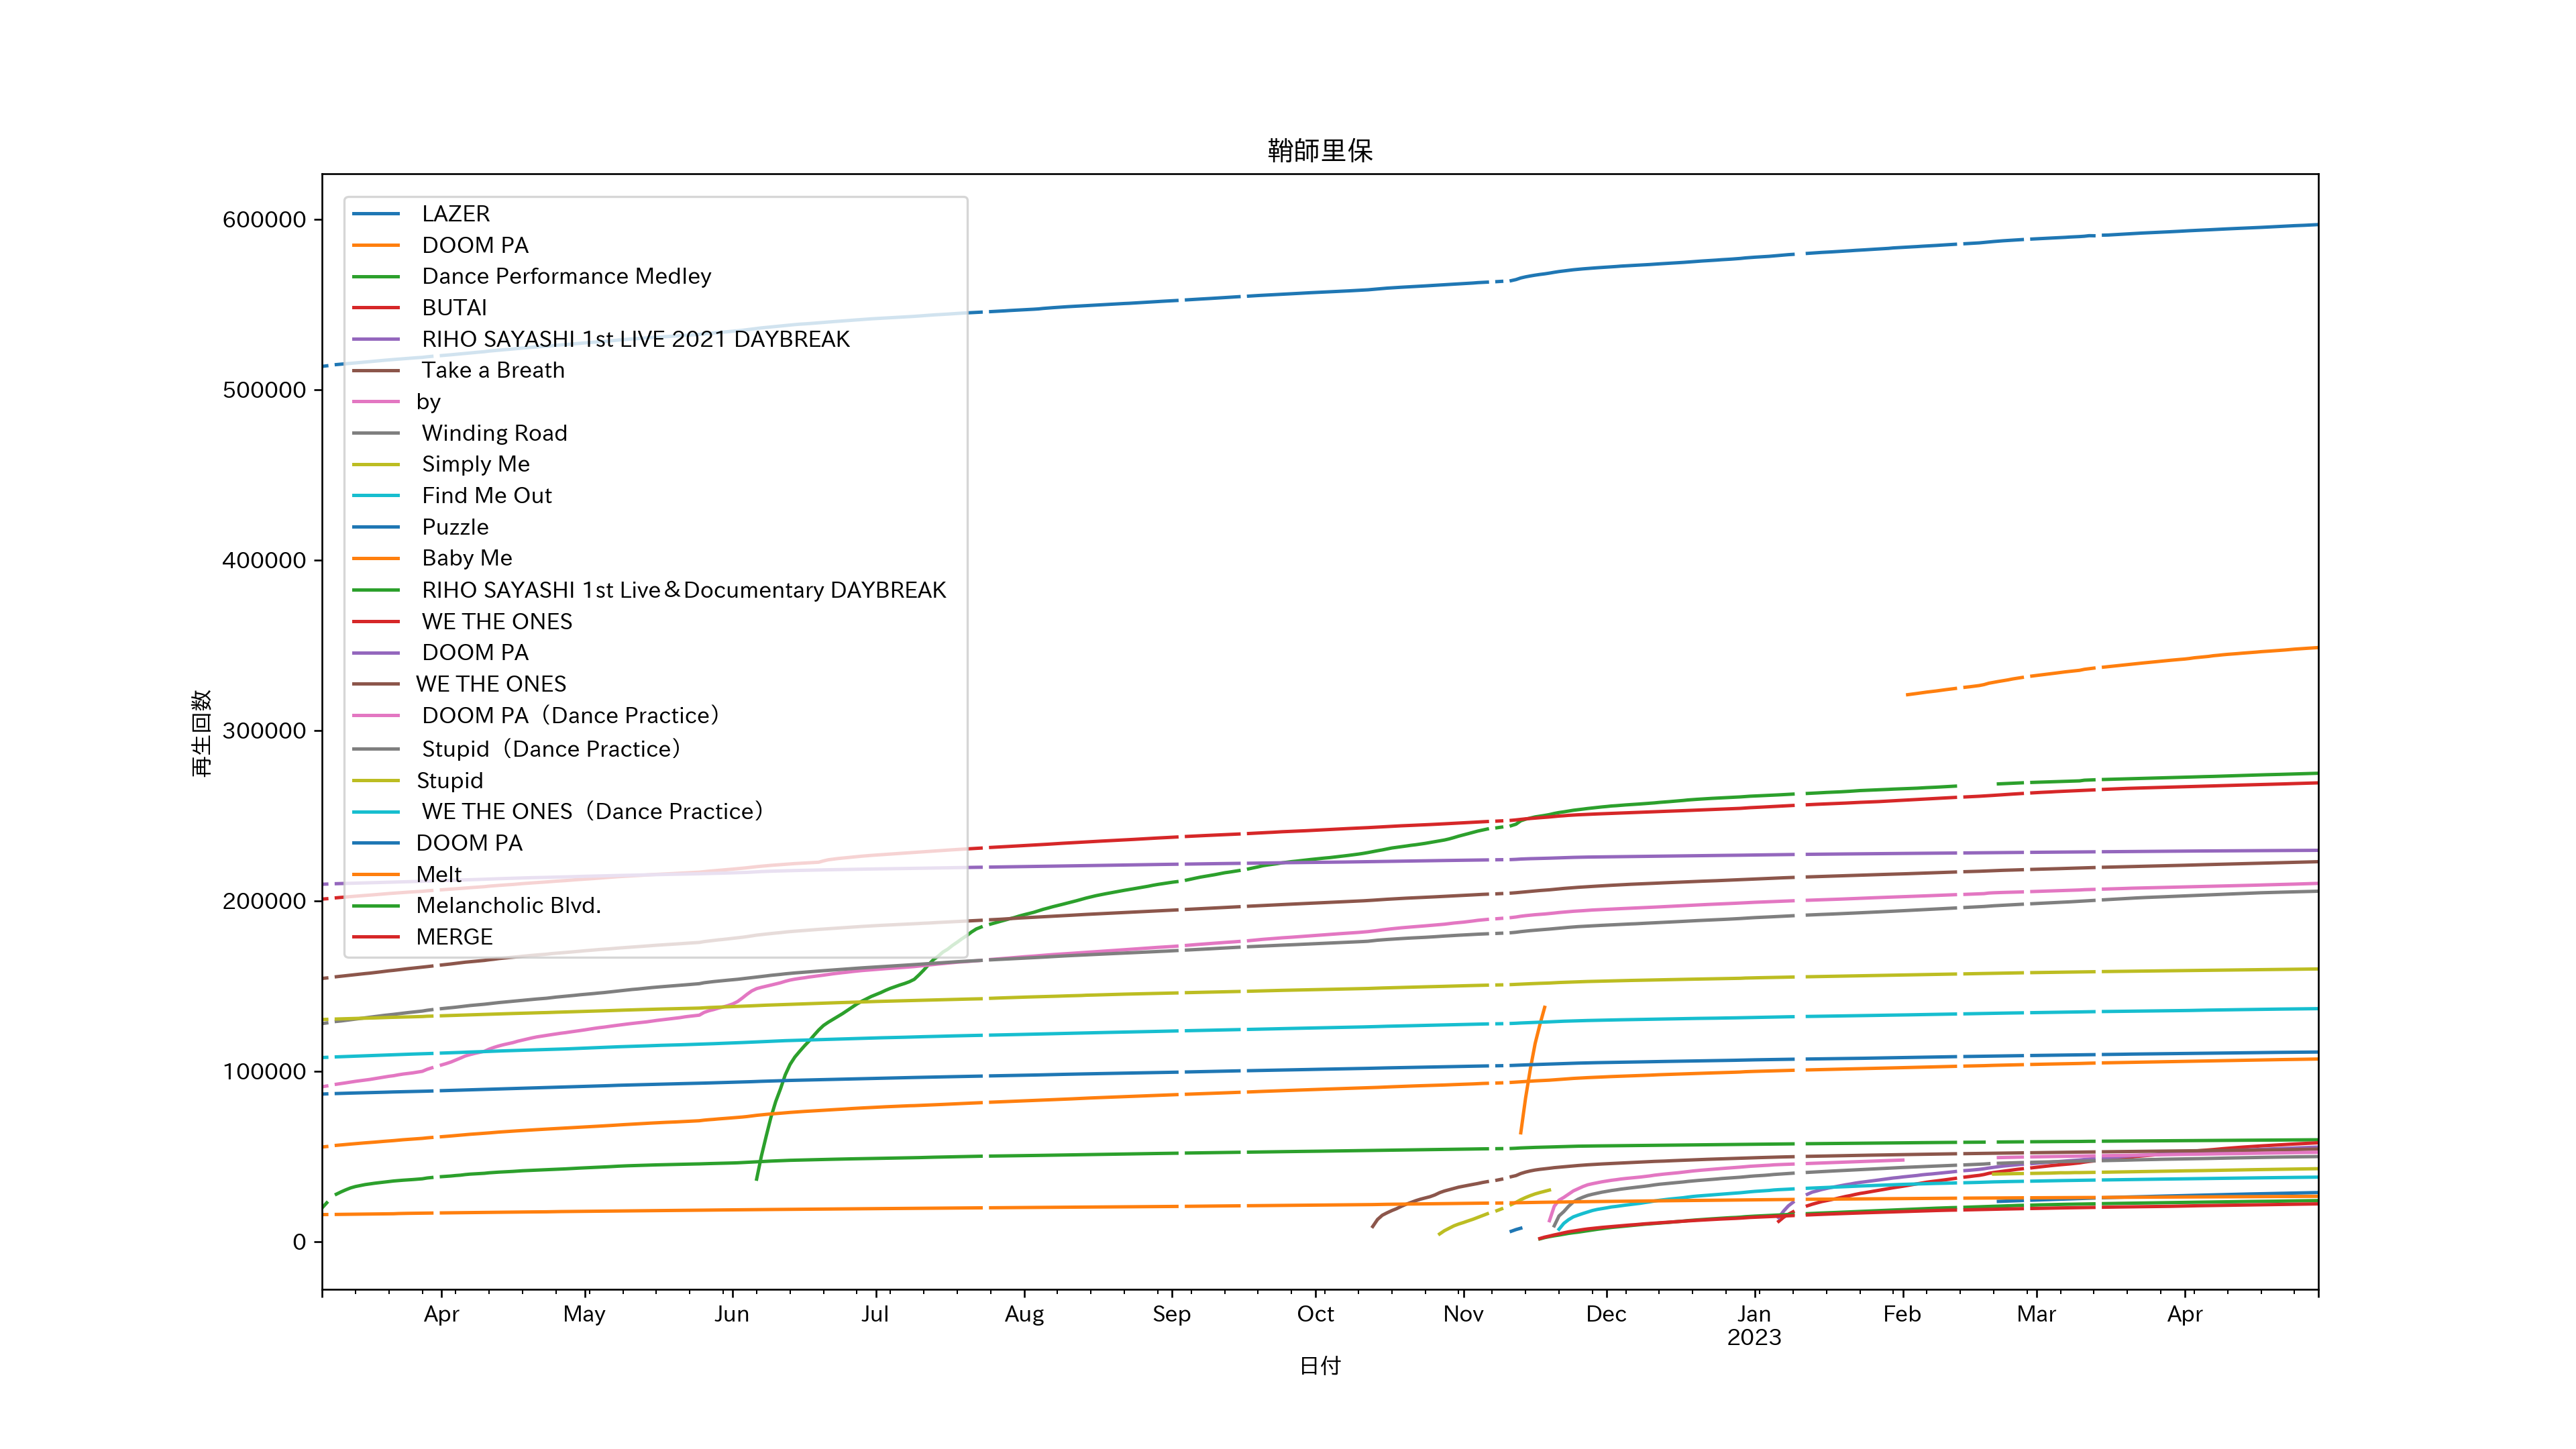 鞘師里保
600000
500000
400000
300000
200000
100000
0
再生回数
LAZER
DOOM PA
Dance Performance Medley
BUTAI
RIHO SAYASHI 1st LIVE 2021 DAYBREAK
Take a Breath
by
Winding Road
Simply Me
Find Me Out
Puzzle
Baby Me
RIHO SAYASHI 1st Live＆Documentary DAYBREAK
WE THE ONES
DOOM PA
WE THE ONES
DOOM PA（Dance Practice）
Stupid（Dance Practice）
Stupid
WE THE ONES（Dance Practice）
DOOM PA
Melt
Melancholic Blvd.
MERGE
Apr May Jun Jul Aug Sep Oct Nov Dec Jan Feb Mar Apr
2023
日付